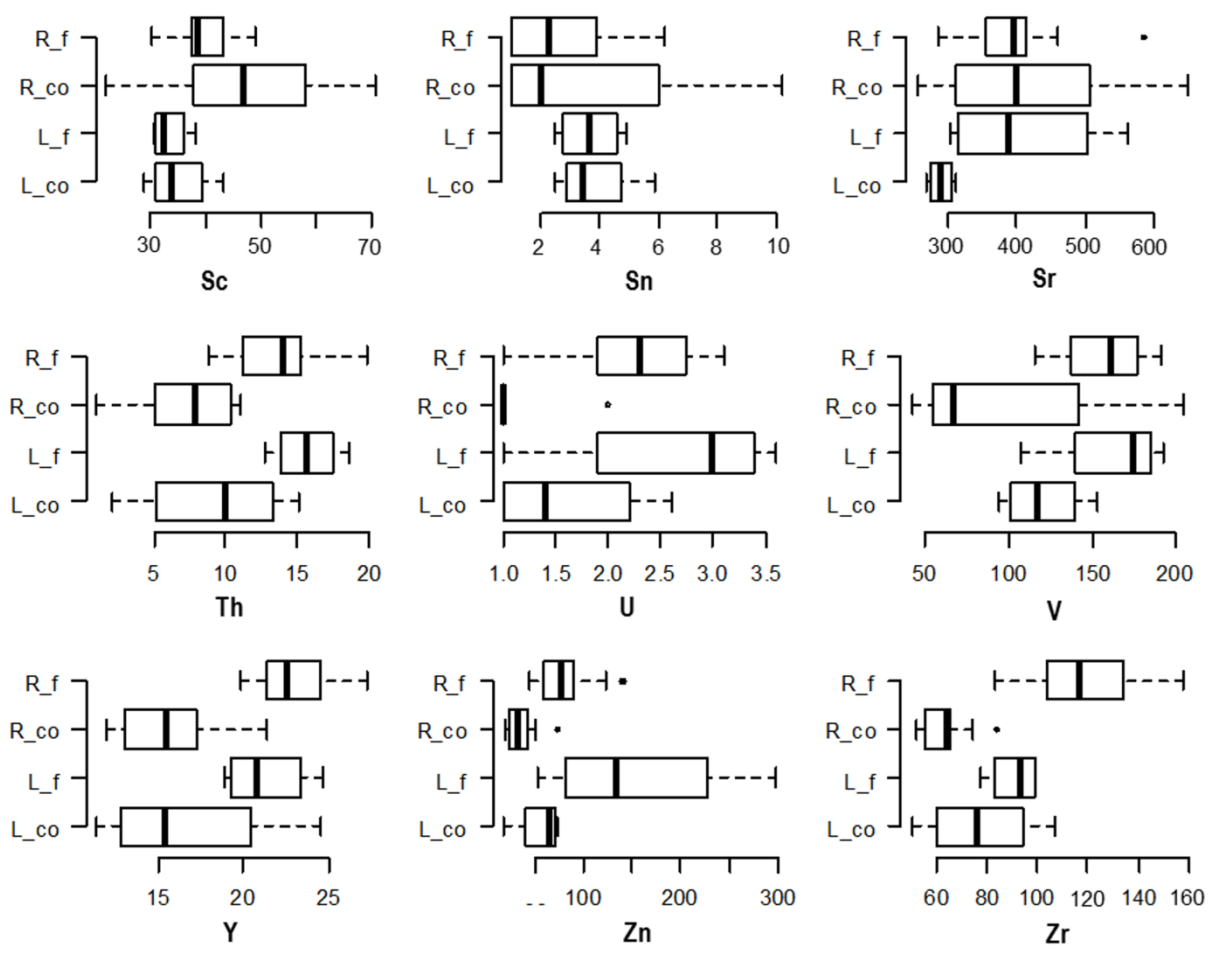 R_f
R_co
L_f
L_co
30 50 70
Sc
R_f
R_co
L_f
L_co
2 4 6 8 10
Sn
R_f
R_co
L_f
L_co
300 400 500 600
Sr
R_f
R_co
L_f
L_co
5 10 15 20
Th
R_f
R_co
L_f
L_co
1.0 1.5 2.0 2.5 3.0 3.5
U
R_f
R_co
L_f
L_co
50 100 150 200
V
R_f
R_co
L_f
L_co
15 20 25
Y
R_f
R_co
L_f
L_co
100 200 300
Zn
R_f
R_co
L_f
L_co
60 80 100 120 140 160
Zr